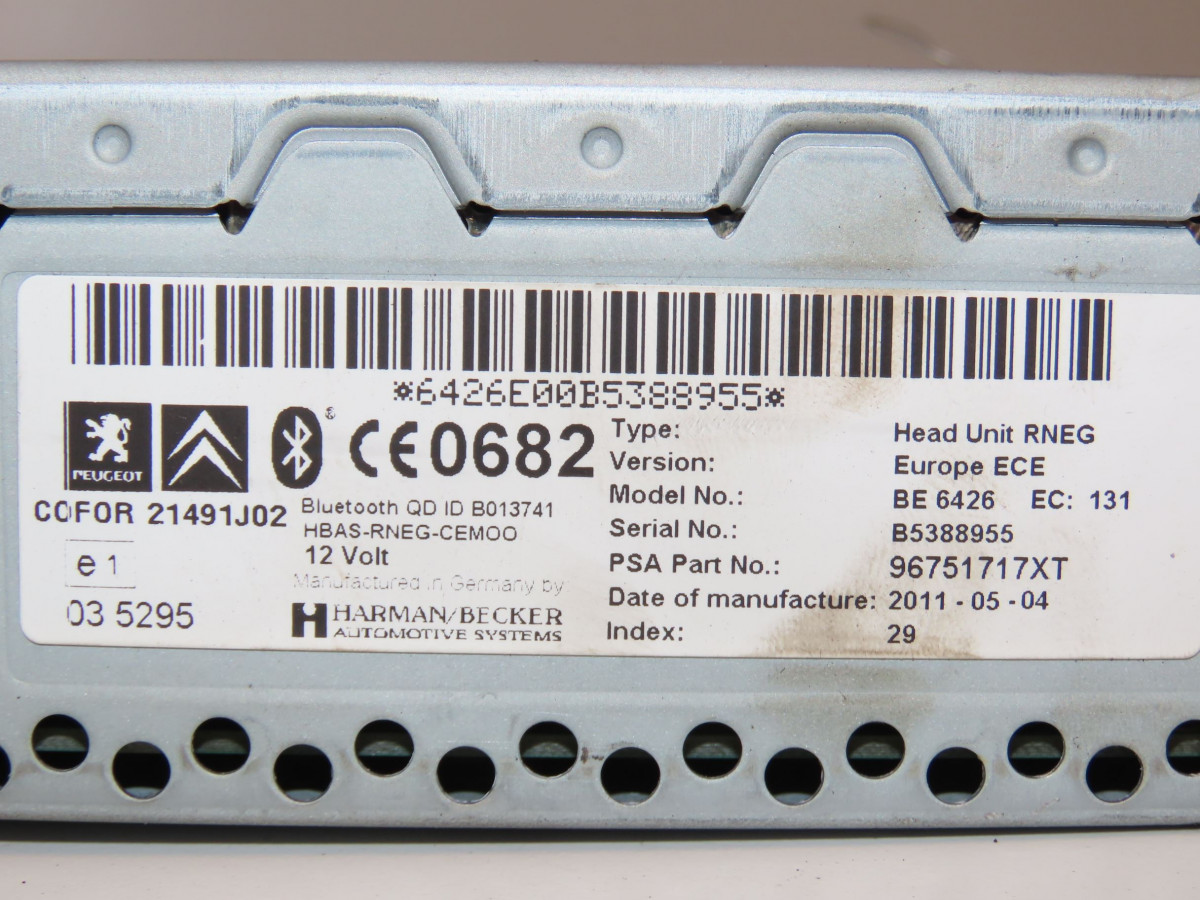 *6426E00B5388955*
PEUGEOT
® CE0682
COFOR 21491J02
Bluetooth QD ID B013741
HBAS-RNEG-CEMOO
12 Volt
Manufactured in Germany by
HARMAN/BECKER
AUTOMOTIVE SYSTEMS
e 1
03 5295
Type: Head Unit RNEG
Version: Europe ECE
Model No.: BE 6426 EC: 131
Serial No.: B5388955
PSA Part No.: 96751717XT
Date of manufacture: 2011 - 05 - 04
Index: 29